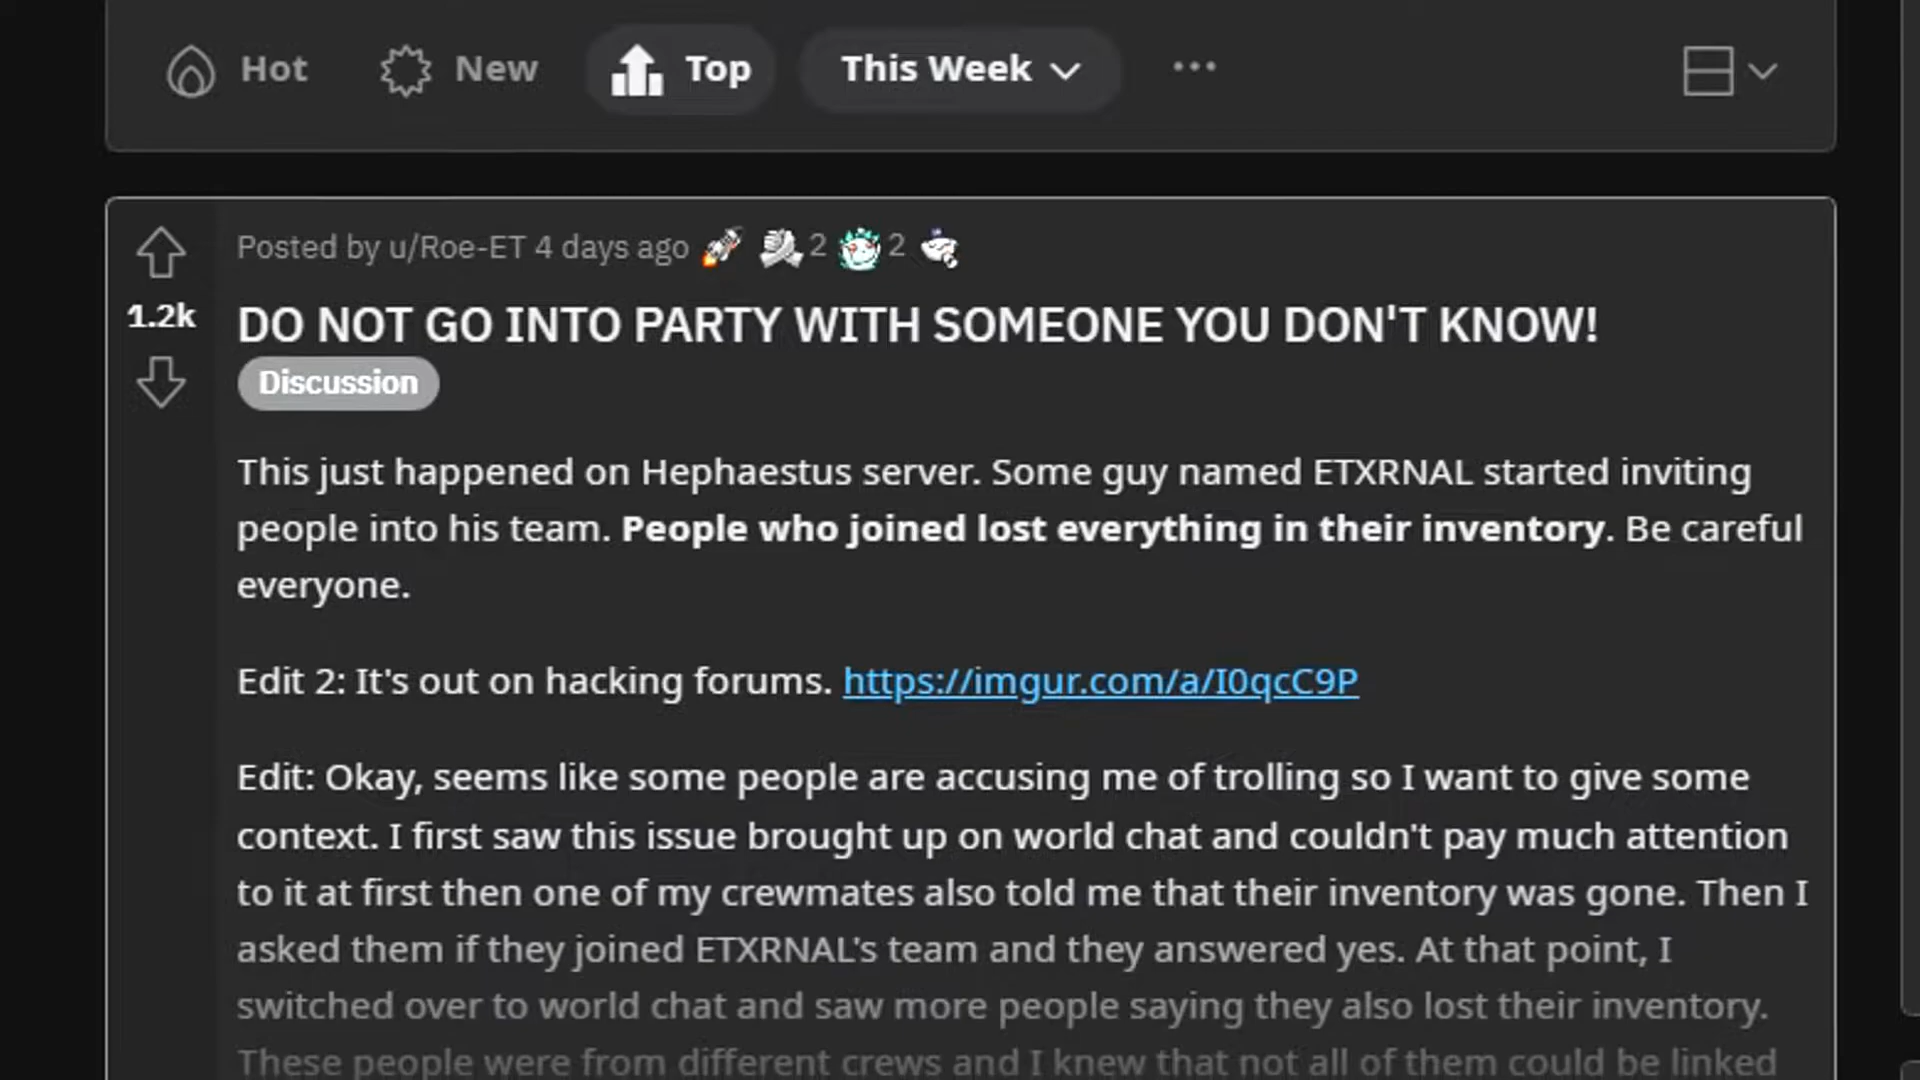 Hot New Top This Week ...
Posted by u/Roe-ET 4 days ago 2 2
1.2k
DO NOT GO INTO PARTY WITH SOMEONE YOU DON'T KNOW!
Discussion
This just happened on Hephaestus server. Some guy named ETXRNAL started inviting
people into his team. People who joined lost everything in their inventory. Be careful
everyone.
Edit 2: It's out on hacking forums. https://imgur.com/a/I0qcC9P
Edit: Okay, seems like some people are accusing me of trolling so I want to give some
context. I first saw this issue brought up on world chat and couldn't pay much attention
to it at first then one of my crewmates also told me that their inventory was gone. Then I
asked them if they joined ETXRNAL's team and they answered yes. At that point, I
switched over to world chat and saw more people saying they also lost their inventory.
These people were from different crews and I knew that not all of them could be linked